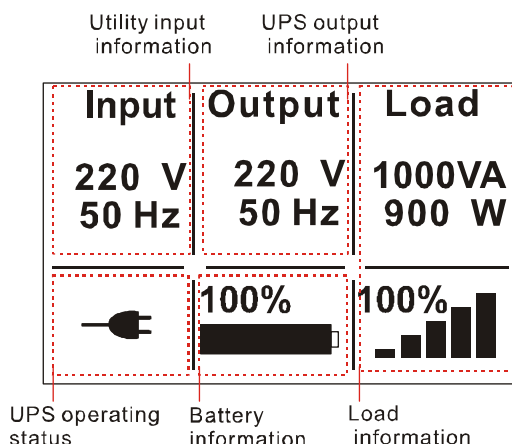 Utility input
information
UPS output
information
Input
Output
Load
220 V
50 Hz
220 V
50 Hz
1000VA
900 W
100%
100%
UPS operating
status
Battery
information
Load
information